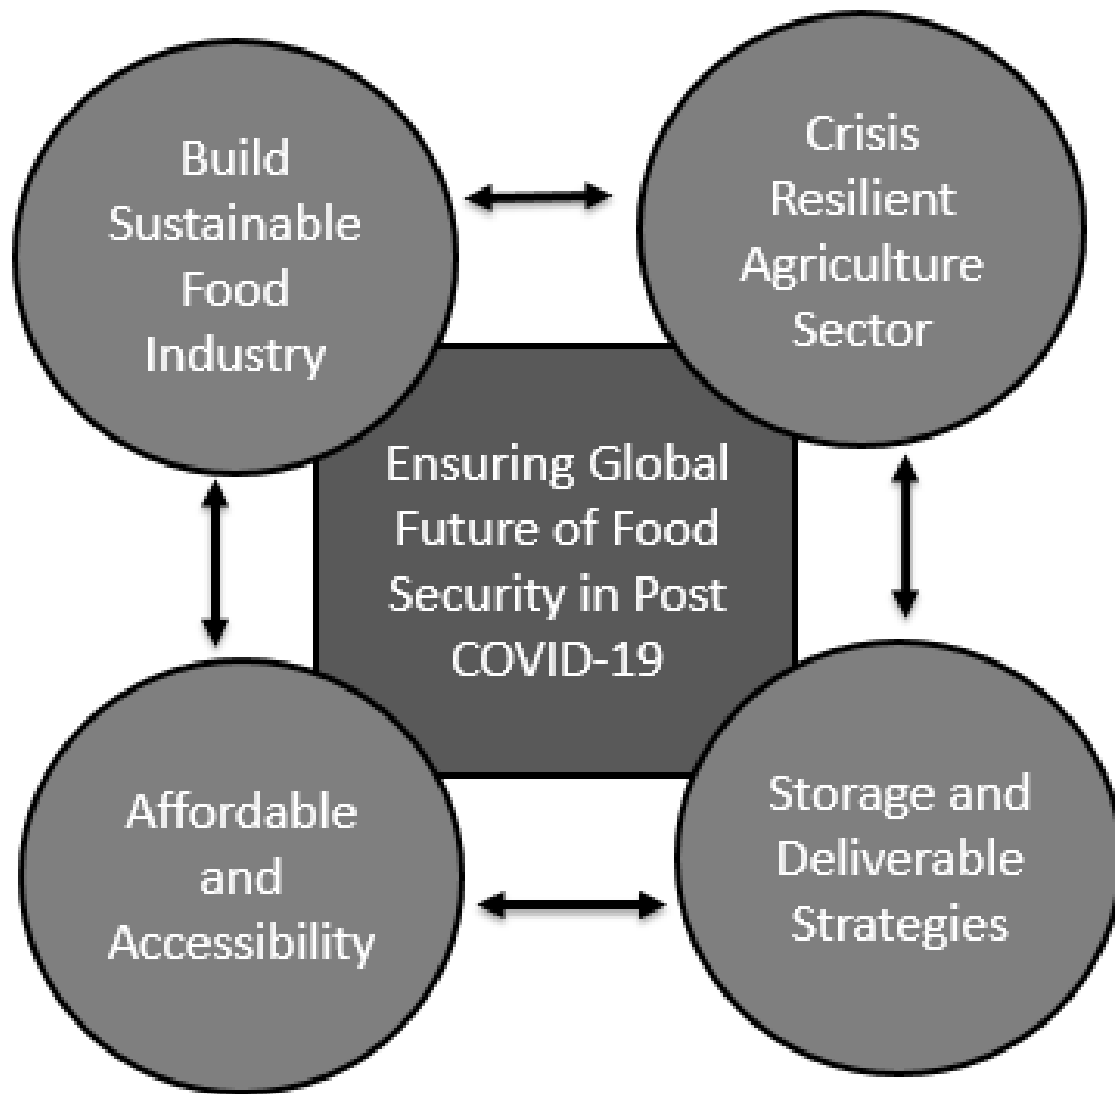 Build
Sustainable
Food
Industry
Crisis
Resilient
Agriculture
Sector
Ensuring Global
Future of Food
Security in Post
COVID-19
Affordable
and
Accessibility
Storage and
Deliverable
Strategies